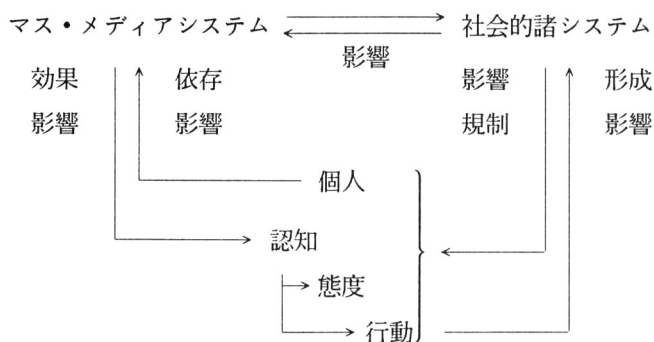 マス・メディアシステム 社会的諸システム
影響
効果 依存 影響 形成
影響 影響 規制 影響
個人
認知
態度
行動